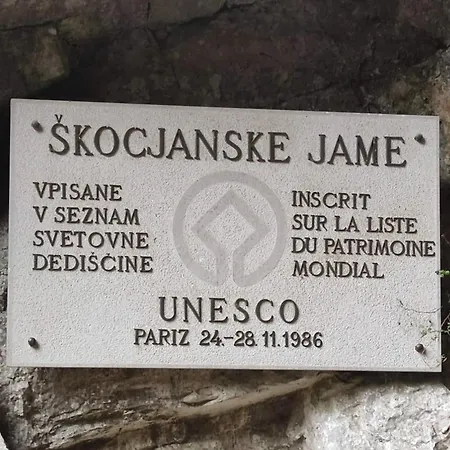 ŠKOCJANSKE JAME
VPISANE
V SEZNAM
SVETOVNE
DEDIŠČINE
INSCRIT
SUR LA LISTE
DU PATRIMOINE
MONDIAL
UNESCO
PARIZ 24.-28.11.1986